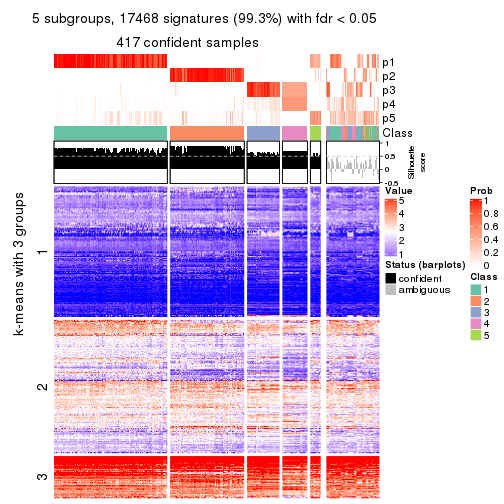 5 subgroups, 17468 signatures (99.3%) with fdr < 0.05
417 confident samples
p1
p2
p3
p4
p5
Class
1
0.5
0
-0.5
Silhouette
score
k-means with 3 groups
1
2
3
Value
5
4
3
2
1
Status (barplots)
confident
ambiguous
Prob
1
0.8
0.6
0.4
0.2
0
Class
1
2
3
4
5